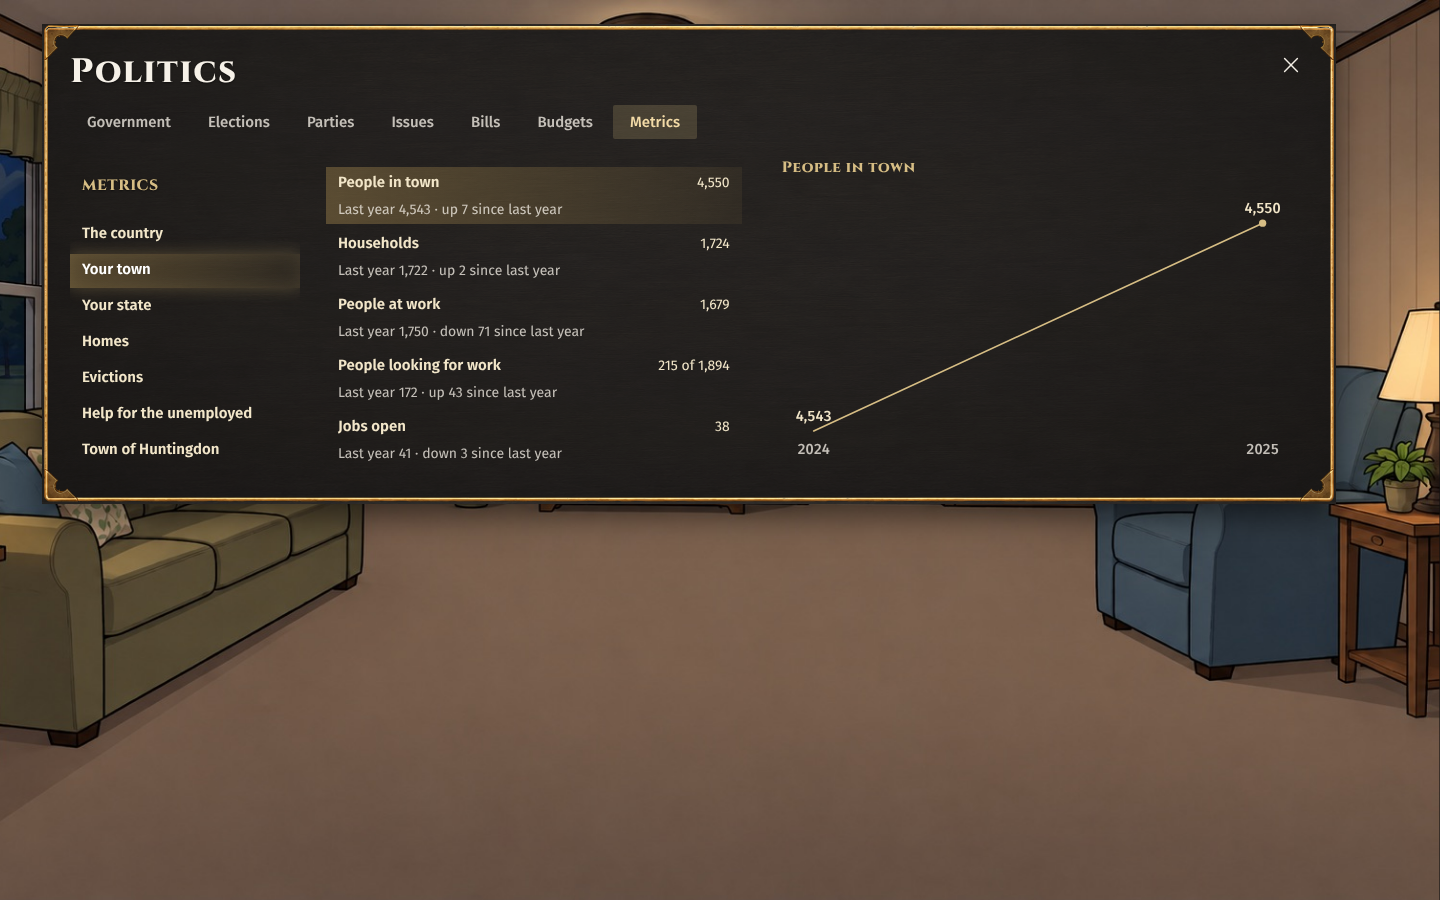 Politics
Government Elections Parties Issues Bills Budgets Metrics
Metrics
The country
Your town
Your state
Homes
Evictions
Help for the unemployed
Town of Huntingdon
People in town 4,550
Last year 4,543 · up 7 since last year
Households 1,724
Last year 1,722 · up 2 since last year
People at work 1,679
Last year 1,750 · down 71 since last year
People looking for work 215 of 1,894
Last year 172 · up 43 since last year
Jobs open 38
Last year 41 · down 3 since last year
People in town
4,550
4,543
2024 2025